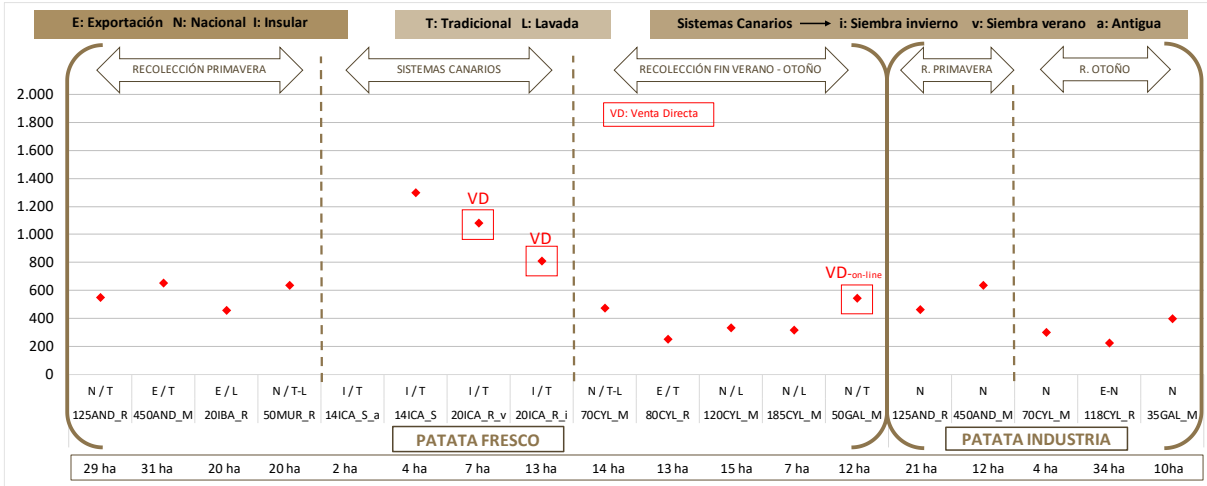 E: Exportación N: Nacional I: Insular
T: Tradicional L: Lavada
Sistemas Canarios i: Siembra invierno v: Siembra verano a: Antigua
RECOLECCIÓN PRIMAVERA
SISTEMAS CANARIOS
RECOLECCIÓN FIN VERANO - OTOÑO
R. PRIMAVERA
R. OTOÑO
2.000
1.800
1.600
1.400
1.200
1.000
800
600
400
200
0
VD: Venta Directa
VD
VD
VD-on-line
N / T E / T E / L N / T-L I / T I / T I / T I / T N / T-L E / T N / L N / L N / T N N N E-N N
125AND_R 450AND_M 20IBA_R 50MUR_R 14ICA_S_a 14ICA_S 20ICA_R_v 20ICA_R_i 70CYL_M 80CYL_R 120CYL_M 185CYL_M 50GAL_M 125AND_R 450AND_M 70CYL_M 118CYL_R 35GAL_M
PATATA FRESCO
PATATA INDUSTRIA
29 ha 31 ha 20 ha 20 ha 2 ha 4 ha 7 ha 13 ha 14 ha 13 ha 15 ha 7 ha 12 ha 21 ha 12 ha 4 ha 34 ha 10ha